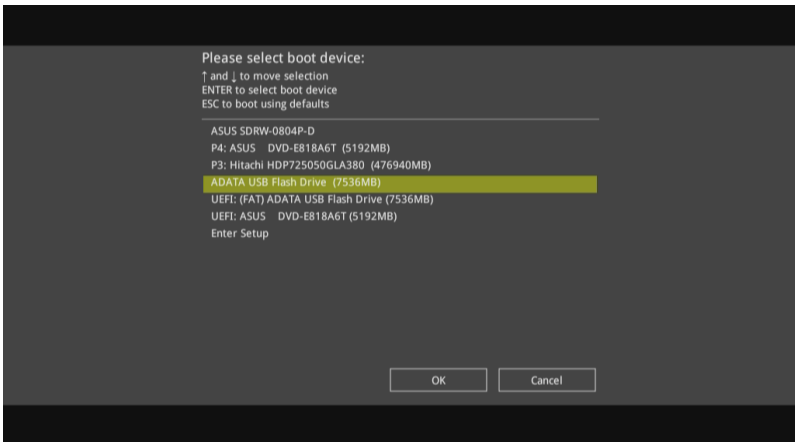 Please select boot device:
↑ and ↓ to move selection
ENTER to select boot device
ESC to boot using defaults
ASUS SDRW-0804P-D
P4: ASUS DVD-E818A6T (5192MB)
P3: Hitachi HDP725050GLA380 (476940MB)
ADATA USB Flash Drive (7536MB)
UEFI: (FAT) ADATA USB Flash Drive (7536MB)
UEFI: ASUS DVD-E818A6T (5192MB)
Enter Setup
OK Cancel